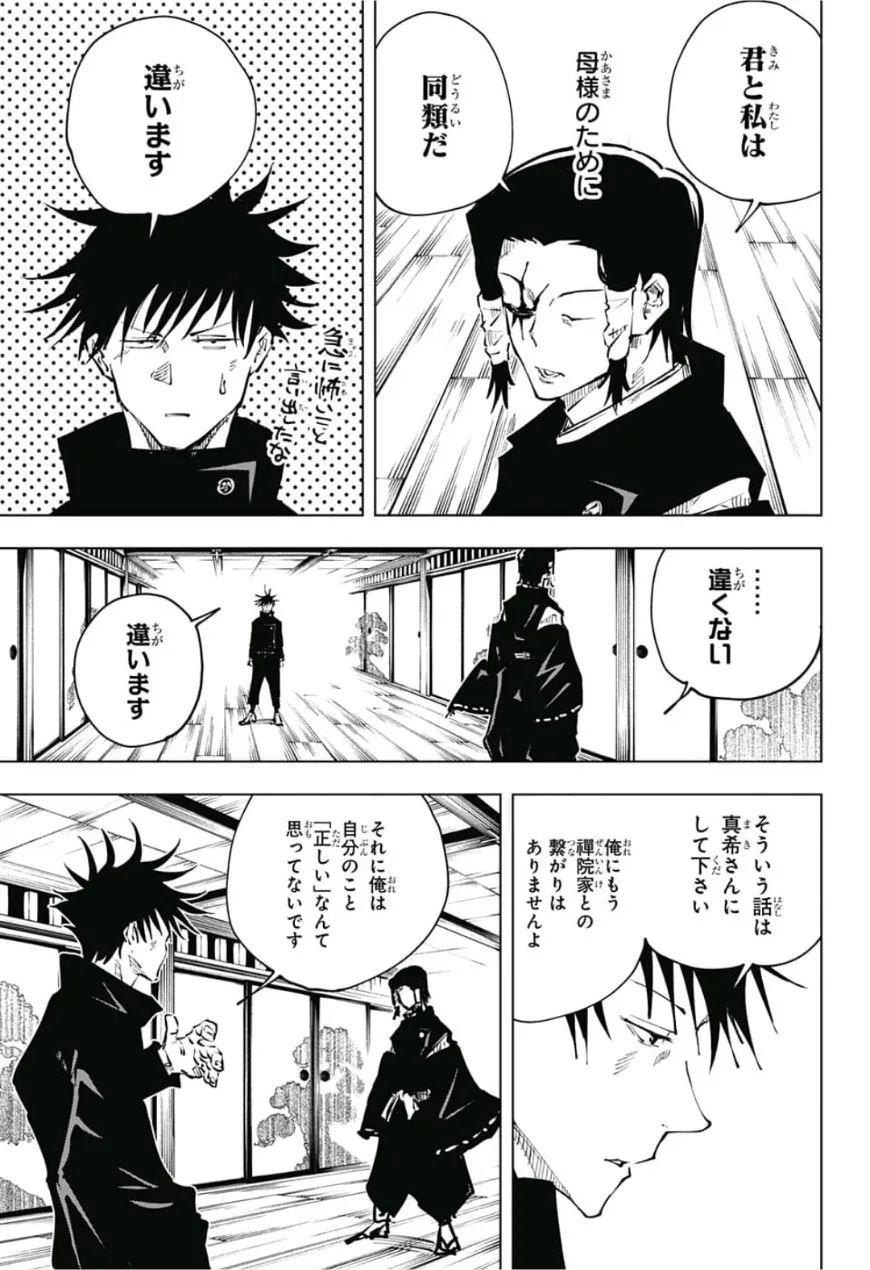 君と私は
母様のために
同類だ
違います
急に怖いこと
言い出したな
……
違くない
違います
そういう話は
真希さんに
して下さい
俺にもう
禪院家との
繋がりは
ありませんよ
それに俺は
自分のこと
「正しい」なんて
思ってないです